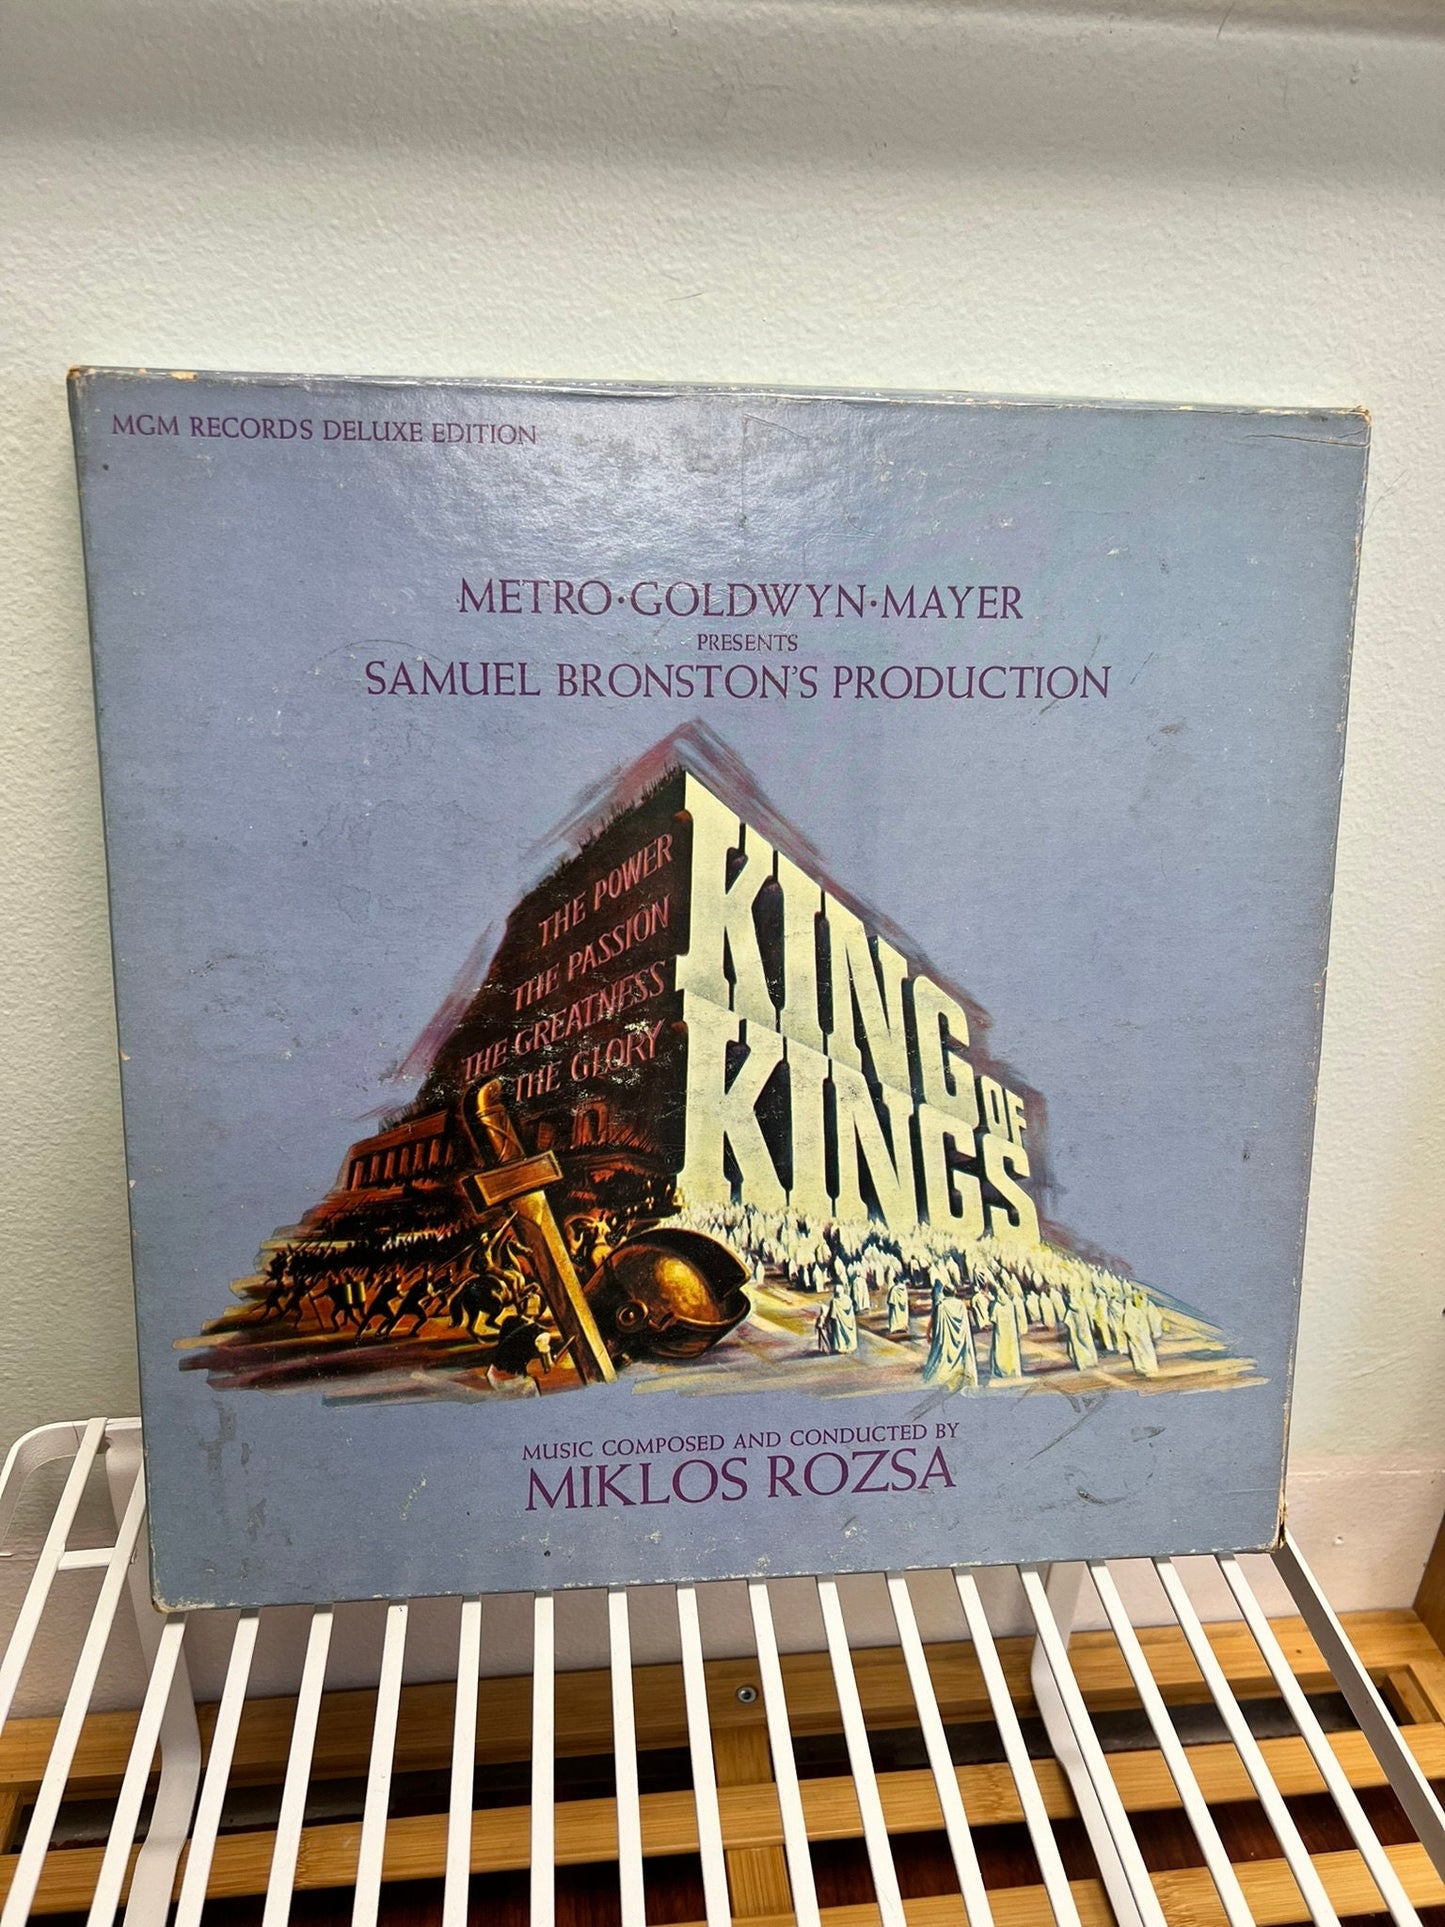 MGM RECORDS DELUXE EDITION
METRO·GOLDWYN·MAYER
PRESENTS
SAMUEL BRONSTON'S PRODUCTION
THE POWER
THE PASSION
THE GREATNESS
THE GLORY
KING OF
KINGS
MUSIC COMPOSED AND CONDUCTED BY
MIKLOS ROZSA